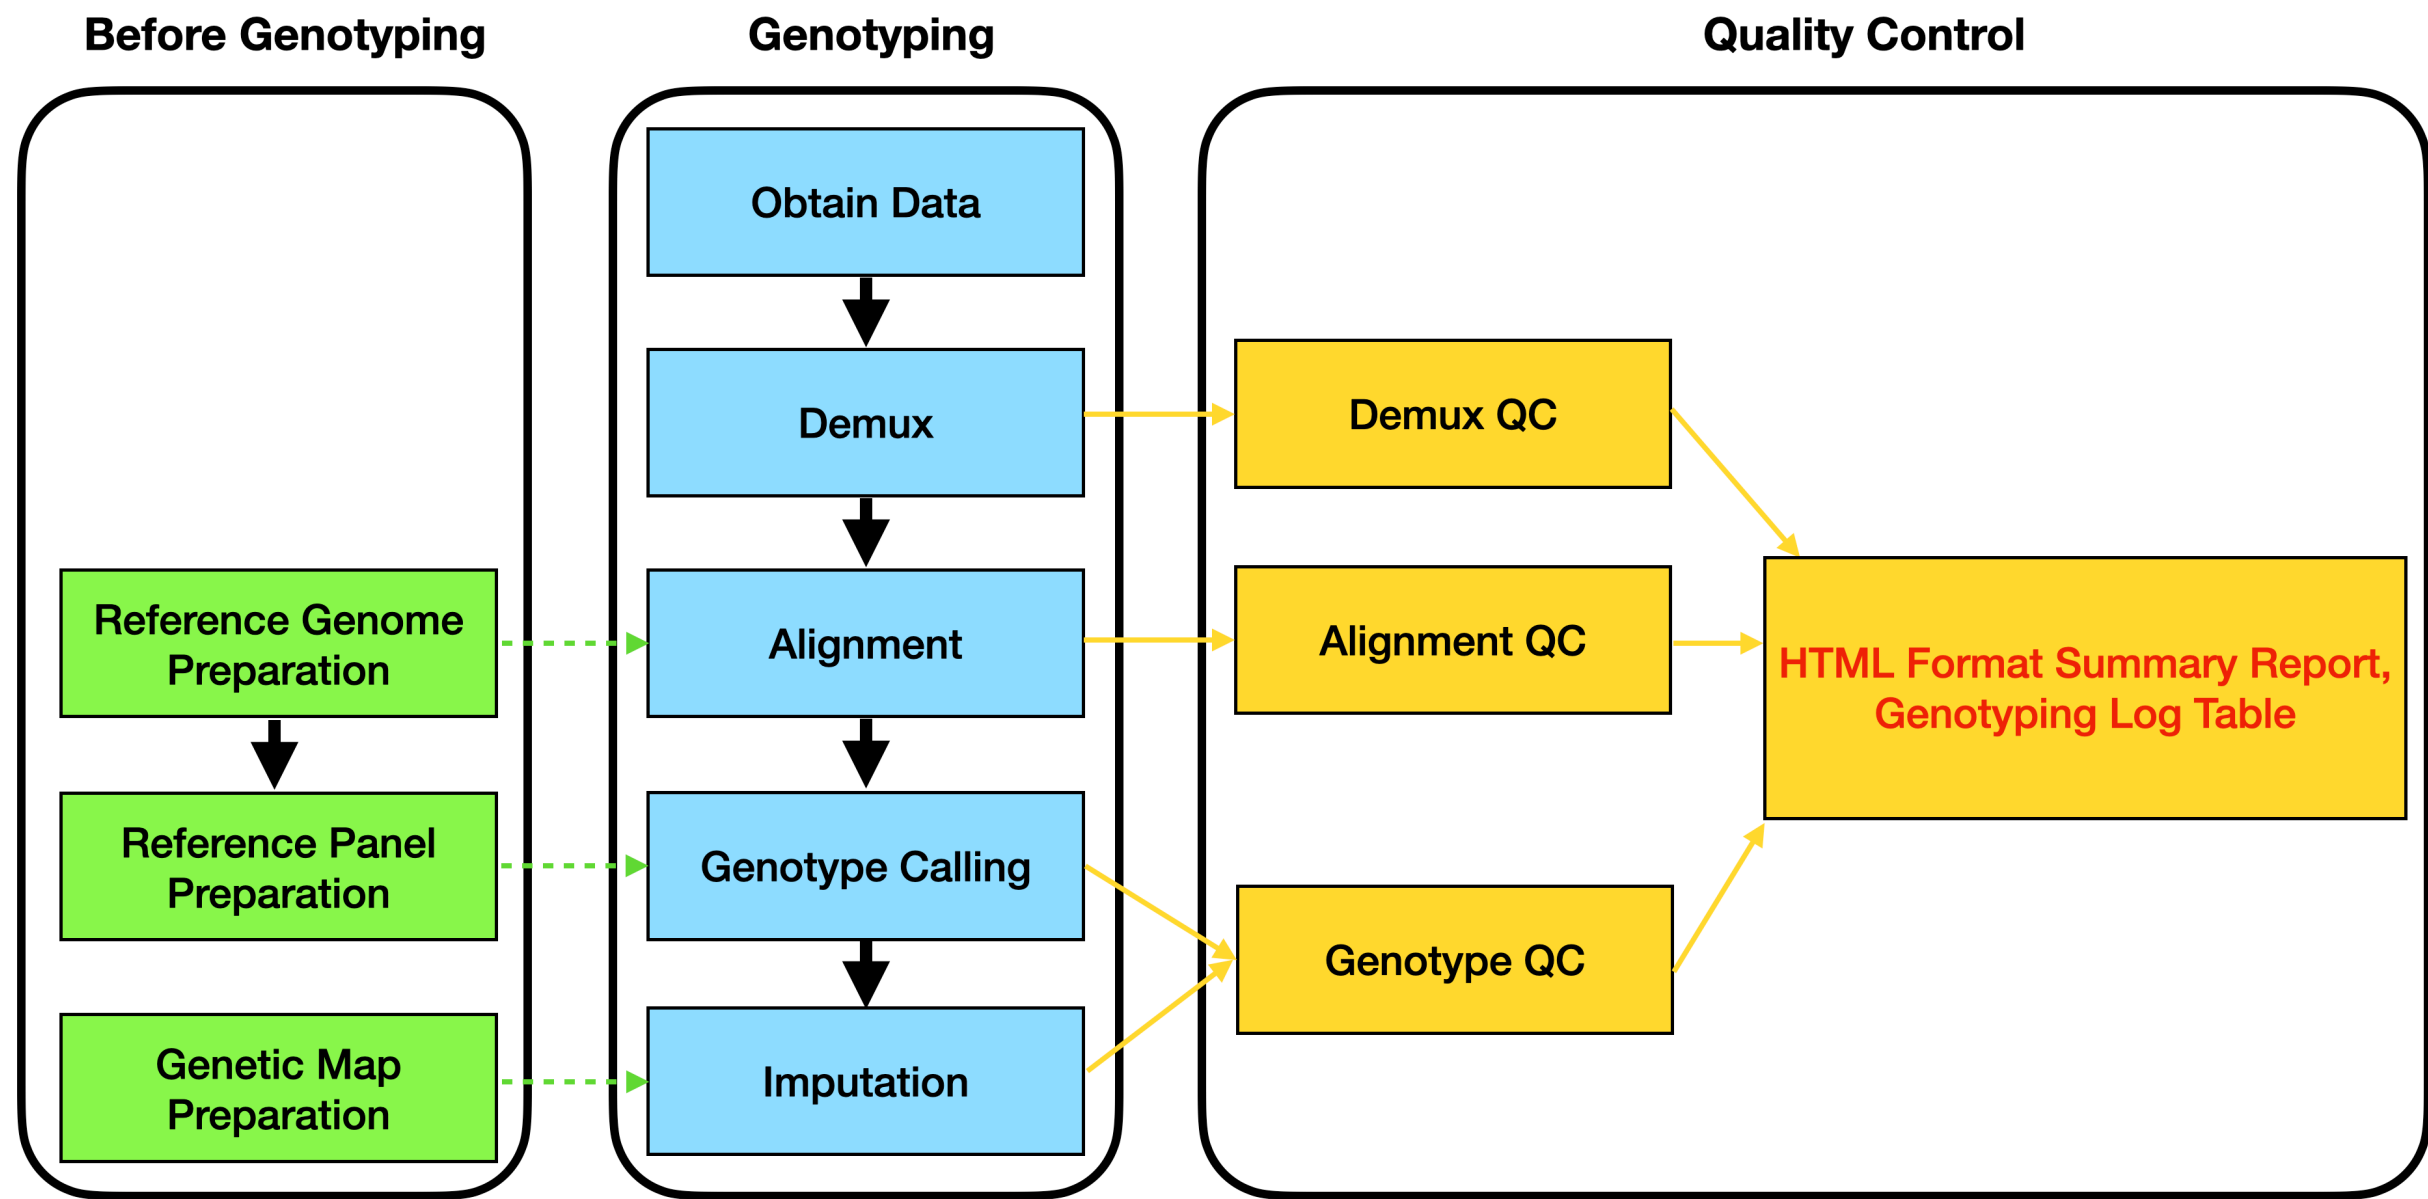 Before Genotyping
Genotyping
Quality Control
Reference Genome
Preparation
Reference Panel
Preparation
Genetic Map
Preparation
Obtain Data
Demux
Alignment
Genotype Calling
Imputation
Demux QC
Alignment QC
Genotype QC
HTML Format Summary Report,
Genotyping Log Table